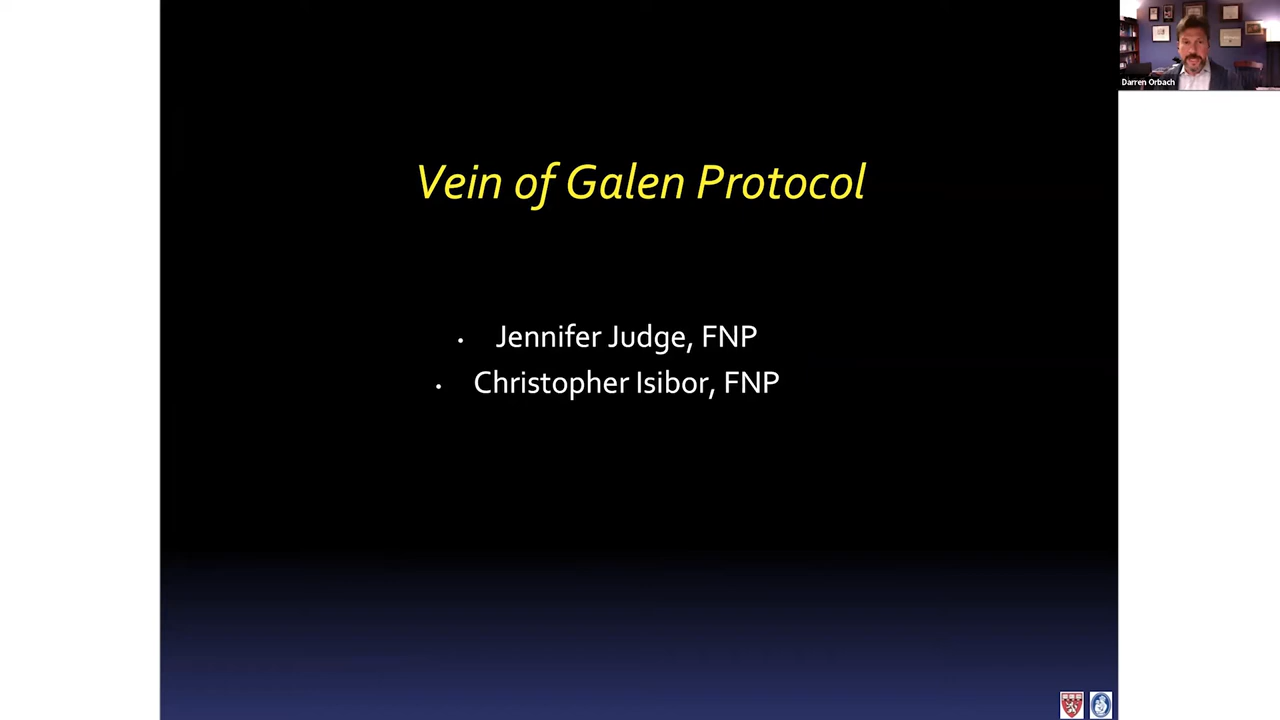 Darren Orbach
Vein of Galen Protocol
• Jennifer Judge, FNP
• Christopher Isibor, FNP